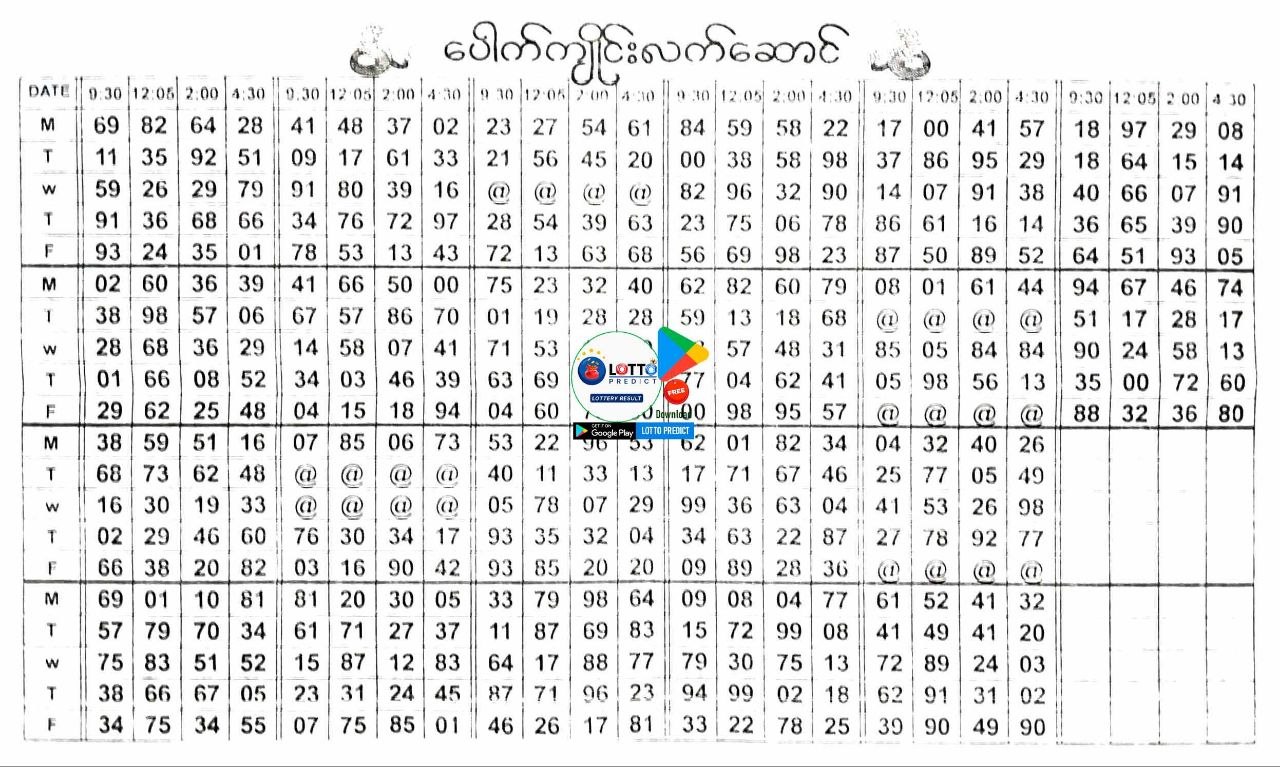 ပေါက်ကျိုင်းလက်ဆောင်
DATE 9:30 12:05 2:00 4:30 9:30 12:05 2:00 4:30 9:30 12:05 2:00 4:30 9:30 12:05 2:00 4:30 9:30 12:05 2:00 4:30 9:30 12:05 2:00 4:30
M 69 82 64 28 41 48 37 02 23 27 54 61 84 59 58 22 17 00 41 57 18 97 29 08
T 11 35 92 51 09 17 61 33 21 56 45 20 00 38 58 98 37 86 95 29 18 64 15 14
W 59 26 29 79 91 80 39 16 @ @ @ @ 82 96 32 90 14 07 91 38 40 66 07 91
T 91 36 68 66 34 76 72 97 28 54 39 63 23 75 06 78 86 61 16 14 36 65 39 90
F 93 24 35 01 78 53 13 43 72 13 63 68 56 69 98 23 87 50 89 52 64 51 93 05
M 02 60 36 39 41 66 50 00 75 23 32 40 62 82 60 79 08 01 61 44 94 67 46 74
T 38 98 57 06 67 57 86 70 01 19 28 28 59 13 18 68 @ @ @ @ 51 17 28 17
W 28 68 36 29 14 58 07 41 71 53 57 48 31 85 05 84 84 90 24 58 13
T 01 66 08 52 34 03 46 39 63 69 77 04 62 41 05 98 56 13 35 00 72 60
F 29 62 25 48 04 15 18 94 04 60 00 98 95 57 @ @ @ @ 88 32 36 80
LOTTO
PREDICT
LOTTERY RESULT
FREE
Download
GET IT ON
Google Play LOTTO PREDICT
M 38 59 51 16 07 85 06 73 53 22 96 53 62 01 82 34 04 32 40 26
T 68 73 62 48 @ @ @ @ 40 11 33 13 17 71 67 46 25 77 05 49
W 16 30 19 33 @ @ @ @ 05 78 07 29 99 36 63 04 41 53 26 98
T 02 29 46 60 76 30 34 17 93 35 32 04 34 63 22 87 27 78 92 77
F 66 38 20 82 03 16 90 42 93 85 20 20 09 89 28 36 @ @ @ @
M 69 01 10 81 81 20 30 05 33 79 98 64 09 08 04 77 61 52 41 32
T 57 79 70 34 61 71 27 37 11 87 69 83 15 72 99 08 41 49 41 20
W 75 83 51 52 15 87 12 83 64 17 88 77 79 30 75 13 72 89 24 03
T 38 66 67 05 23 31 24 45 87 71 96 23 94 99 02 18 62 91 31 02
F 34 75 34 55 07 75 85 01 46 26 17 81 33 22 78 25 39 90 49 90